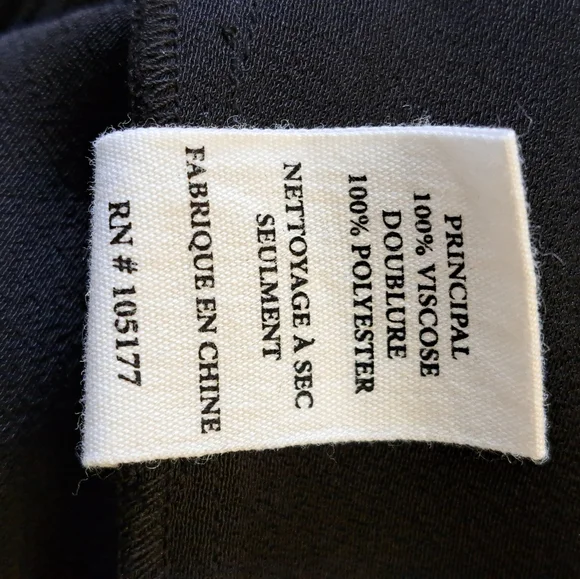 PRINCIPAL
100% VISCOSE
DOUBLURE
100% POLYESTER
NETTOYAGE À SEC
SEULMENT
FABRIQUE EN CHINE
RN # 105177